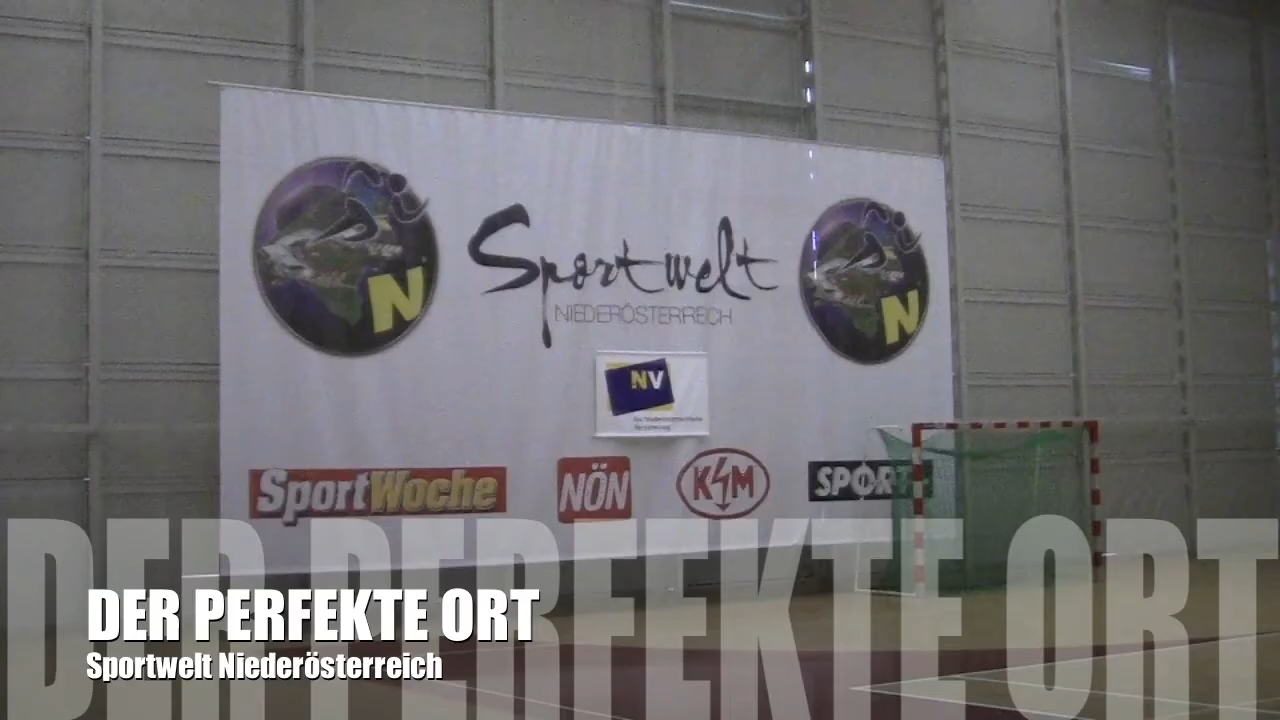 Sportwelt
NIEDERÖSTERREICH
N
N
NV
SportWoche
NÖN
KSM
SPORT
DER PERFEKTE ORT
DER PERFEKTE ORT
Sportwelt Niederösterreich